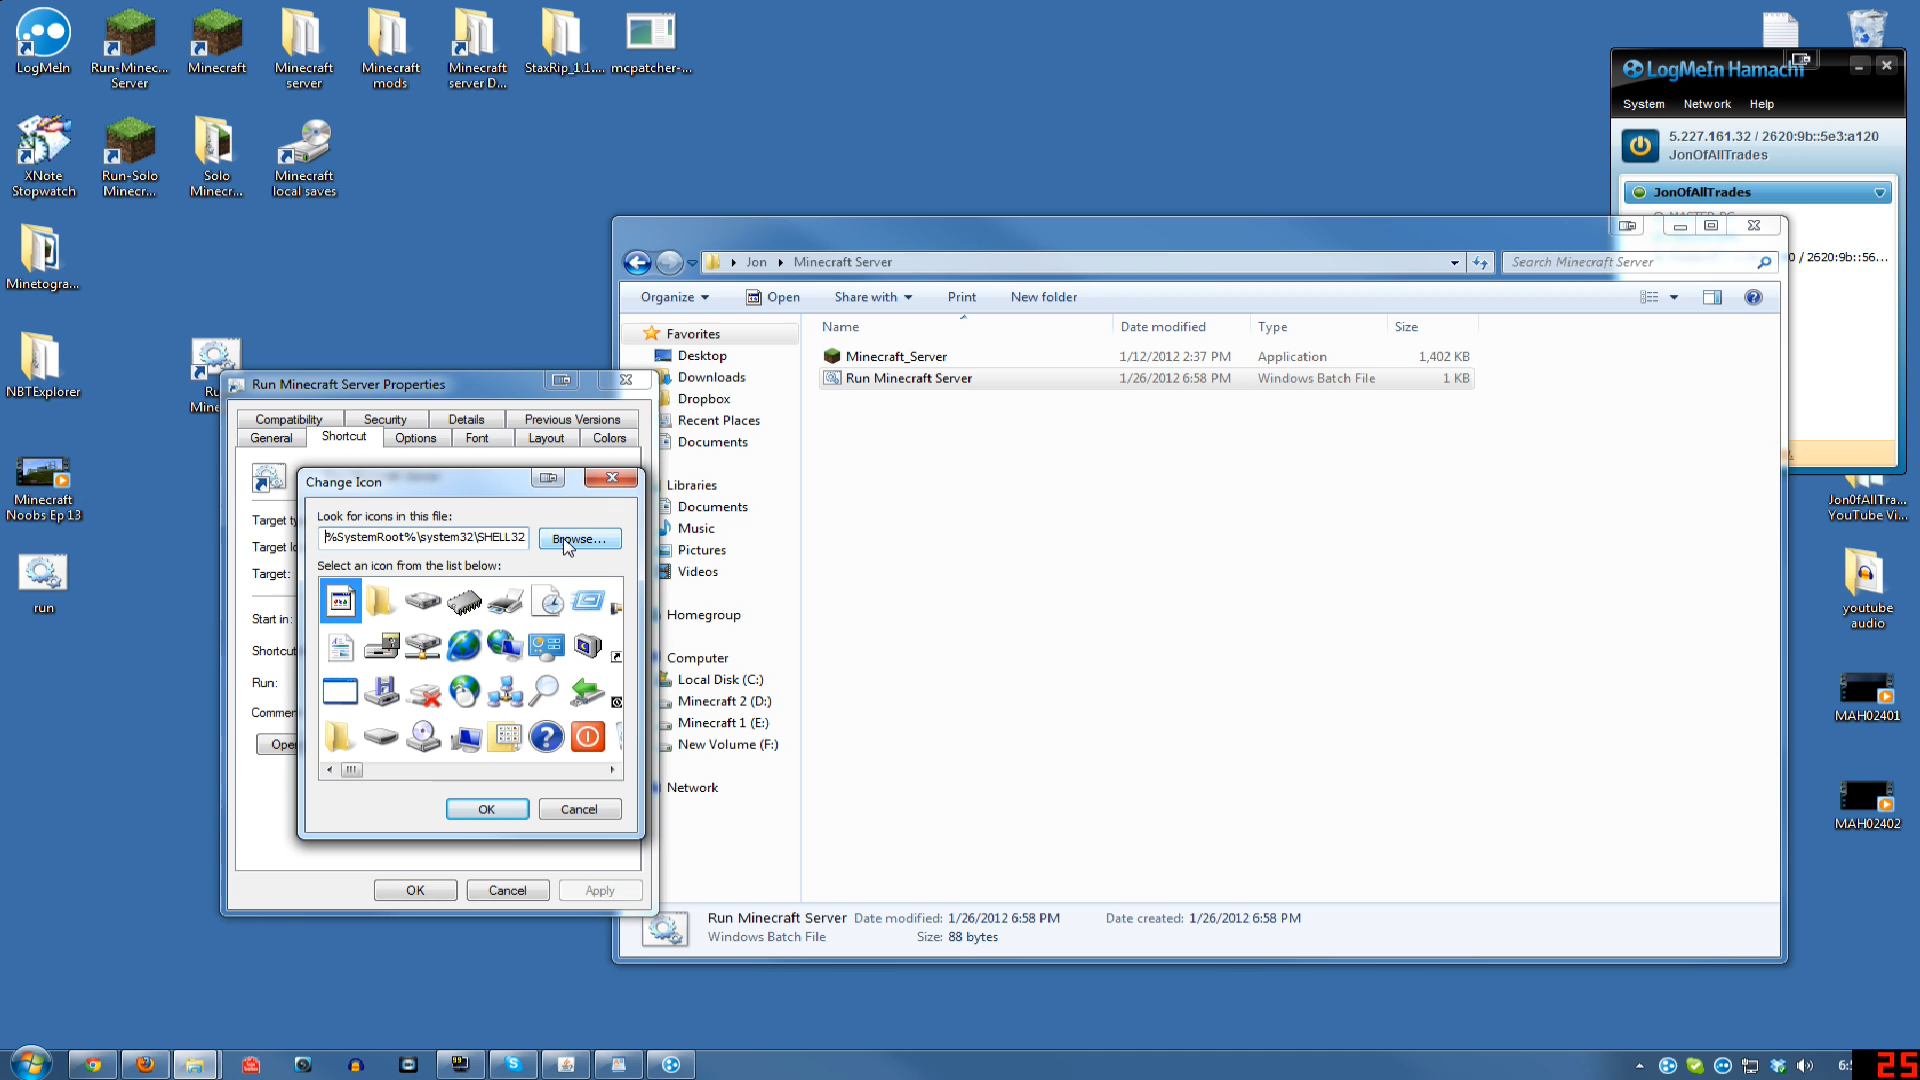 LogMeIn
Run-Minec...
Server
Minecraft
Minecraft
server
Minecraft
mods
Minecraft
server D...
StaxRip_1.1....
mcpatcher-...
XNote
Stopwatch
Run-Solo
Minecr...
Solo
Minecr...
Minecraft
local saves
Minetogra...
NBTExplorer
Minecraft
Noobs Ep 13
run
LogMeIn Hamachi
System Network Help
5.227.161.32 / 2620:9b::5e3:a120
JonOfAllTrades
JonOfAllTrades
0 / 2620:9b::56...
Jon Minecraft Server
Search Minecraft Server
Organize Open Share with Print New folder
Name Date modified Type Size
Minecraft_Server 1/12/2012 2:37 PM Application 1,402 KB
Run Minecraft Server 1/26/2012 6:58 PM Windows Batch File 1 KB
Favorites
Desktop
Downloads
Dropbox
Recent Places
Documents
Libraries
Documents
Music
Pictures
Videos
Homegroup
Computer
Local Disk (C:)
Minecraft 2 (D:)
Minecraft 1 (E:)
New Volume (F:)
Network
Run Minecraft Server Date modified: 1/26/2012 6:58 PM Date created: 1/26/2012 6:58 PM
Windows Batch File Size: 88 bytes
Run Minecraft Server Properties
Compatibility Security Details Previous Versions
General Shortcut Options Font Layout Colors
Target:
Start in:
Run:
OK Cancel Apply
Change Icon
Look for icons in this file:
%SystemRoot%\system32\SHELL32
Browse...
Select an icon from the list below:
OK Cancel
Jon0fAllTra...
YouTube Vi...
youtube
audio
MAH02401
MAH02402
99
25